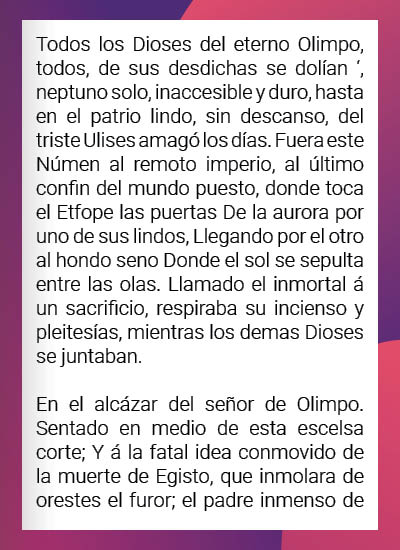 Todos los Dioses del eterno Olimpo,
todos, de sus desdichas se dolían ‘,
neptuno solo, inaccesible y duro, hasta
en el patrio lindo, sin descanso, del
triste Ulises amagó los días. Fuera este
Númen al remoto imperio, al último
confin del mundo puesto, donde toca
el Etfope las puertas De la aurora por
uno de sus lindos, Llegando por el otro
al hondo seno Donde el sol se sepulta
entre las olas. Llamado el inmortal á
un sacrificio, respiraba su incienso y
pleitesías, mientras los demas Dioses
se juntaban.

En el alcázar del señor de Olimpo.
Sentado en medio de esta escelsa
corte; Y á la fatal idea conmovido de
la muerte de Egisto, que inmolara de
orestes el furor; el padre inmenso de